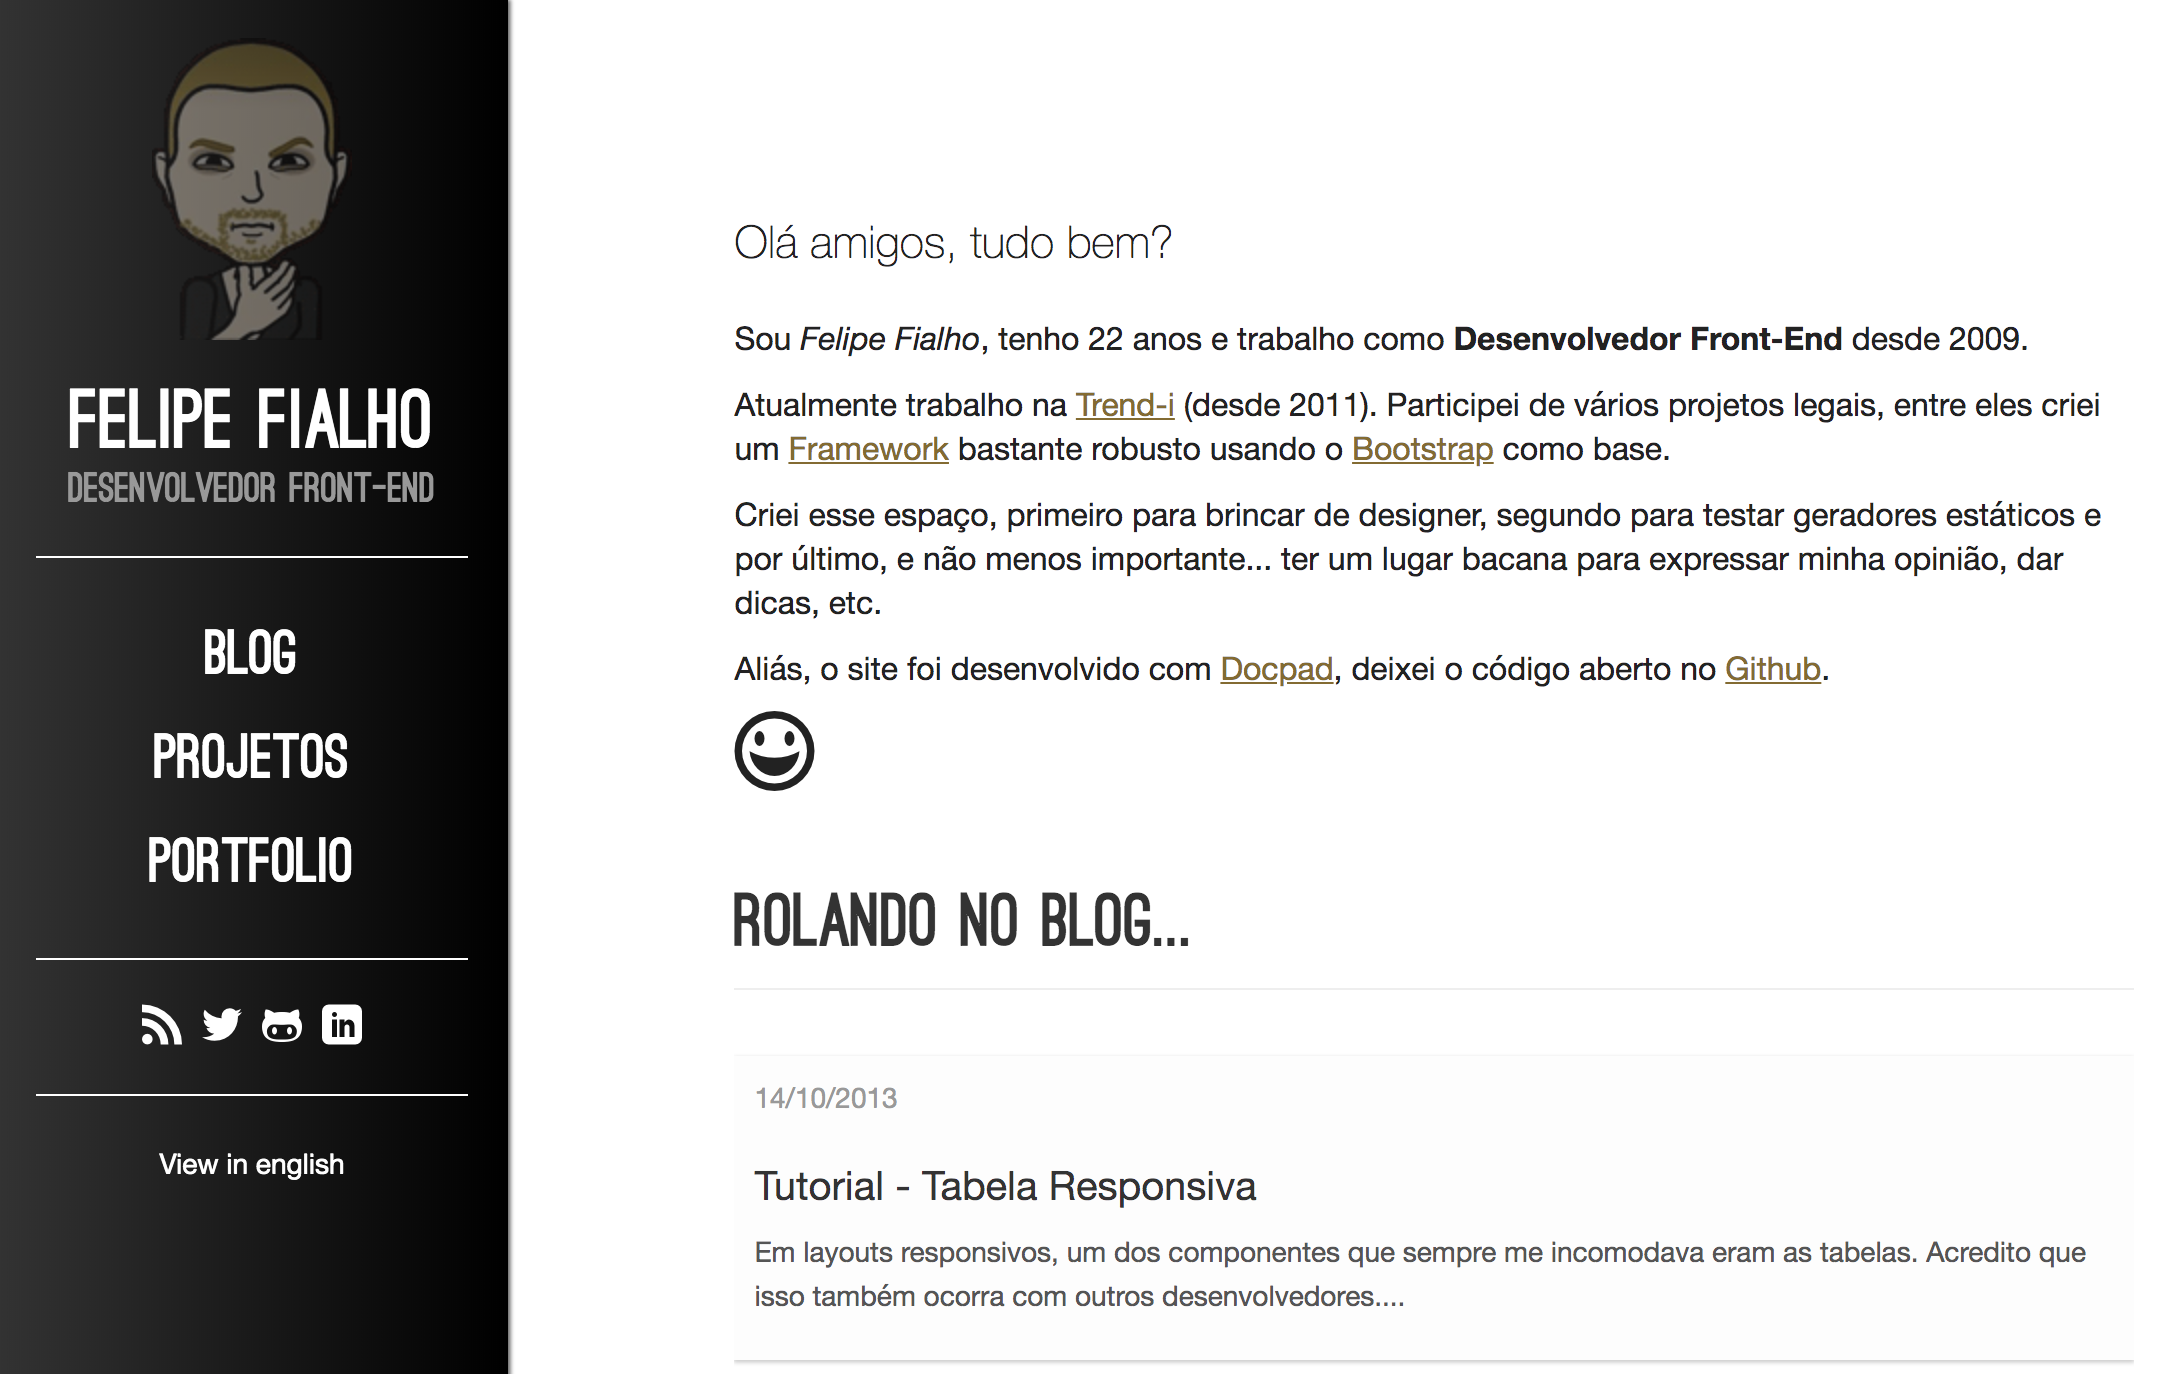 FELIPE FIALHO
DESENVOLVEDOR FRONT-END
BLOG
PROJETOS
PORTFOLIO
in
View in english
Olá amigos, tudo bem?
Sou Felipe Fialho, tenho 22 anos e trabalho como Desenvolvedor Front-End desde 2009.
Atualmente trabalho na Trend-i (desde 2011). Participei de vários projetos legais, entre eles criei
um Framework bastante robusto usando o Bootstrap como base.
Criei esse espaço, primeiro para brincar de designer, segundo para testar geradores estáticos e
por último, e não menos importante... ter um lugar bacana para expressar minha opinião, dar
dicas, etc.
Aliás, o site foi desenvolvido com Docpad, deixei o código aberto no Github.
ROLANDO NO BLOG...
14/10/2013
Tutorial - Tabela Responsiva
Em layouts responsivos, um dos componentes que sempre me incomodava eram as tabelas. Acredito que
isso também ocorra com outros desenvolvedores....